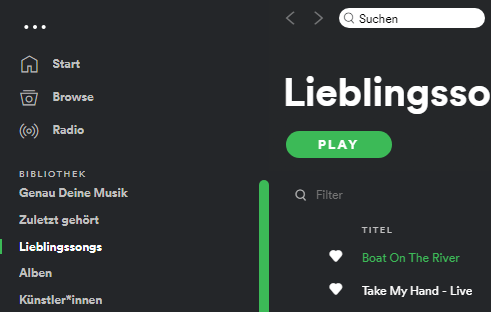 Suchen
Start
Browse
Radio
BIBLIOTHEK
Genau Deine Musik
Zuletzt gehört
Lieblingssongs
Alben
Künstler*innen
Lieblingsso
PLAY
Filter
TITEL
Boat On The River
Take My Hand - Live